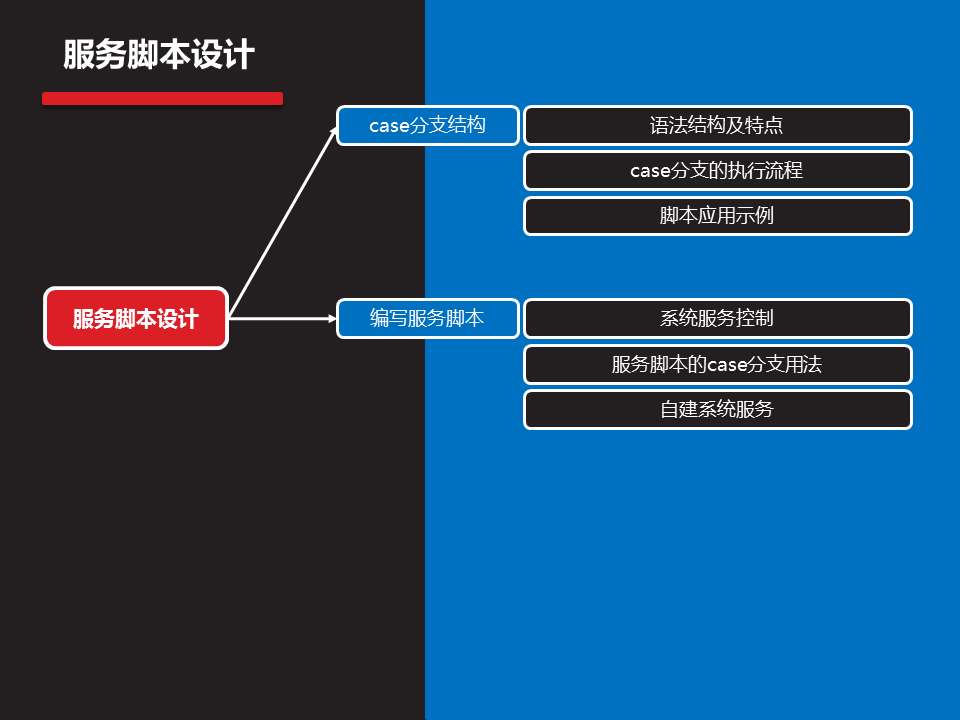 服务脚本设计
case分支结构
语法结构及特点
case分支的执行流程
脚本应用示例
服务脚本设计
编写服务脚本
系统服务控制
服务脚本的case分支用法
自建系统服务